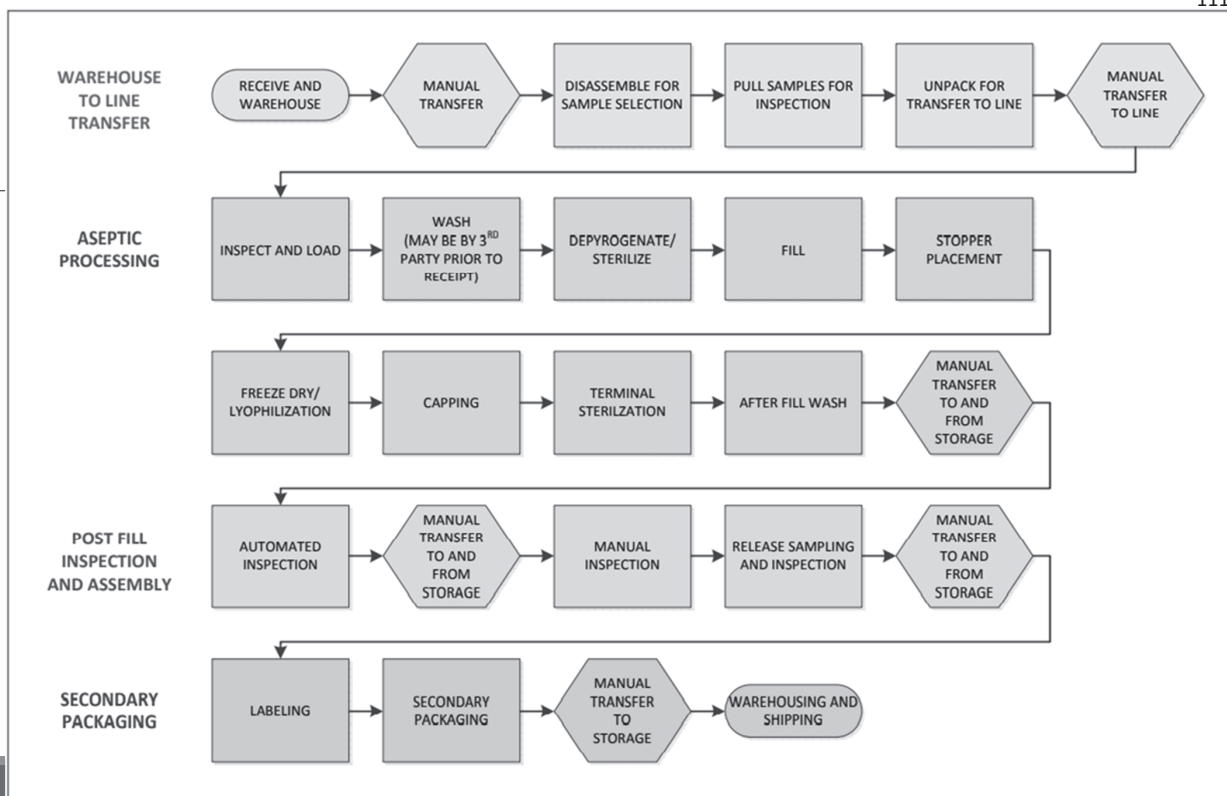 111
WAREHOUSE
TO LINE
TRANSFER
RECEIVE AND
WAREHOUSE
MANUAL
TRANSFER
DISASSEMBLE FOR
SAMPLE SELECTION
PULL SAMPLES FOR
INSPECTION
UNPACK FOR
TRANSFER TO LINE
MANUAL
TRANSFER
TO LINE
ASEPTIC
PROCESSING
INSPECT AND LOAD
WASH
(MAY BE BY 3RD
PARTY PRIOR TO
RECEIPT)
DEPYROGENATE/
STERILIZE
FILL
STOPPER
PLACEMENT
FREEZE DRY/
LYOPHILIZATION
CAPPING
TERMINAL
STERILZATION
AFTER FILL WASH
MANUAL
TRANSFER
TO AND
FROM
STORAGE
POST FILL
INSPECTION
AND ASSEMBLY
AUTOMATED
INSPECTION
MANUAL
TRANSFER
TO AND
FROM
STORAGE
MANUAL
INSPECTION
RELEASE SAMPLING
AND INSPECTION
MANUAL
TRANSFER
TO AND
FROM
STORAGE
SECONDARY
PACKAGING
LABELING
SECONDARY
PACKAGING
MANUAL
TRANSFER
TO
STORAGE
WAREHOUSING AND
SHIPPING